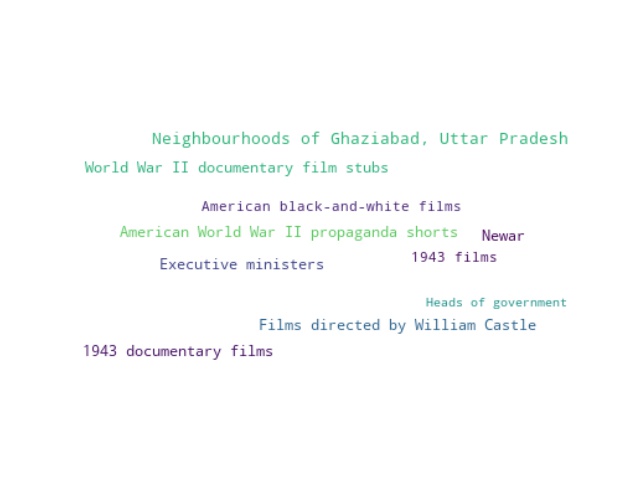 Neighbourhoods of Ghaziabad, Uttar Pradesh
World War II documentary film stubs
American black-and-white films
American World War II propaganda shorts
Newar
1943 films
Executive ministers
Heads of government
Films directed by William Castle
1943 documentary films